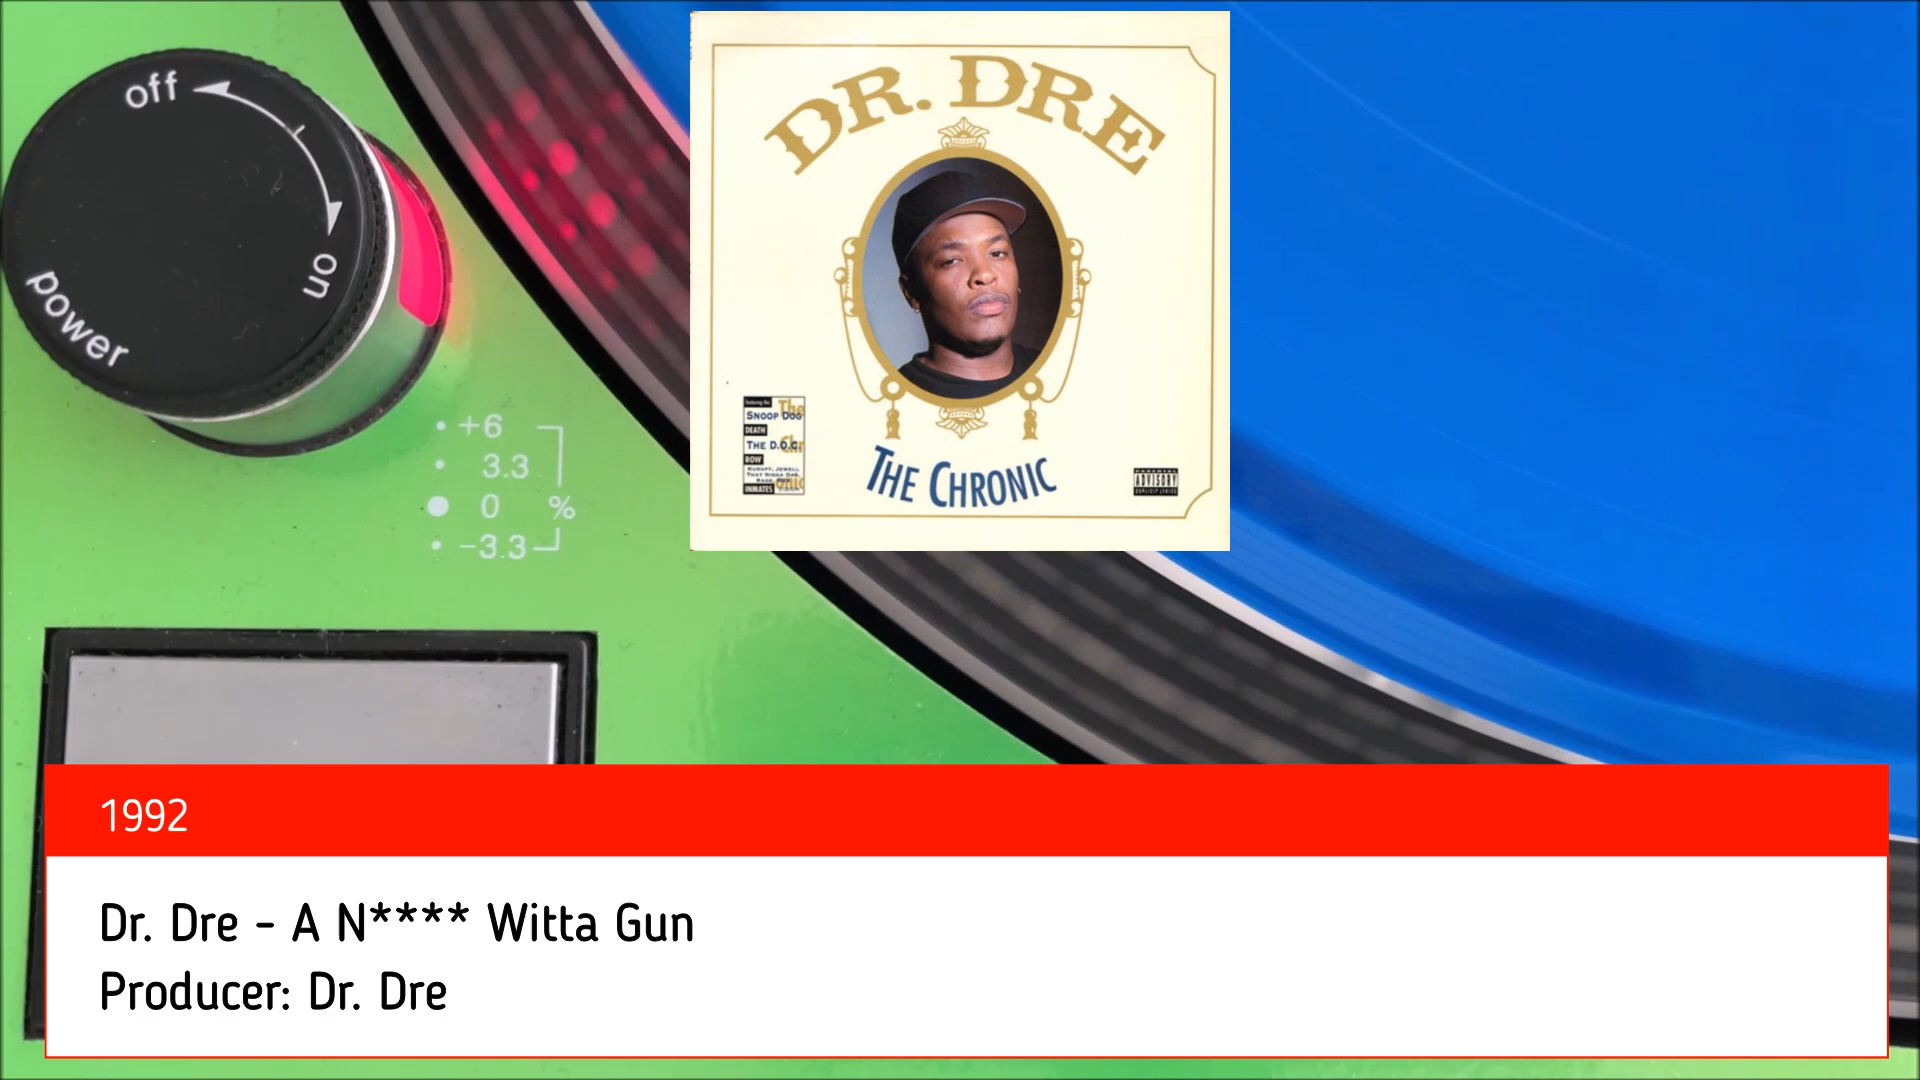 off
on
power
+6
3.3
0 %
-3.3
DR. DRE
SNOOP DOG
DEATH
THE D.O.C.
ROW
INMATES
THE CHRONIC
ADVISORY
1992
Dr. Dre - A N**** Witta Gun
Producer: Dr. Dre